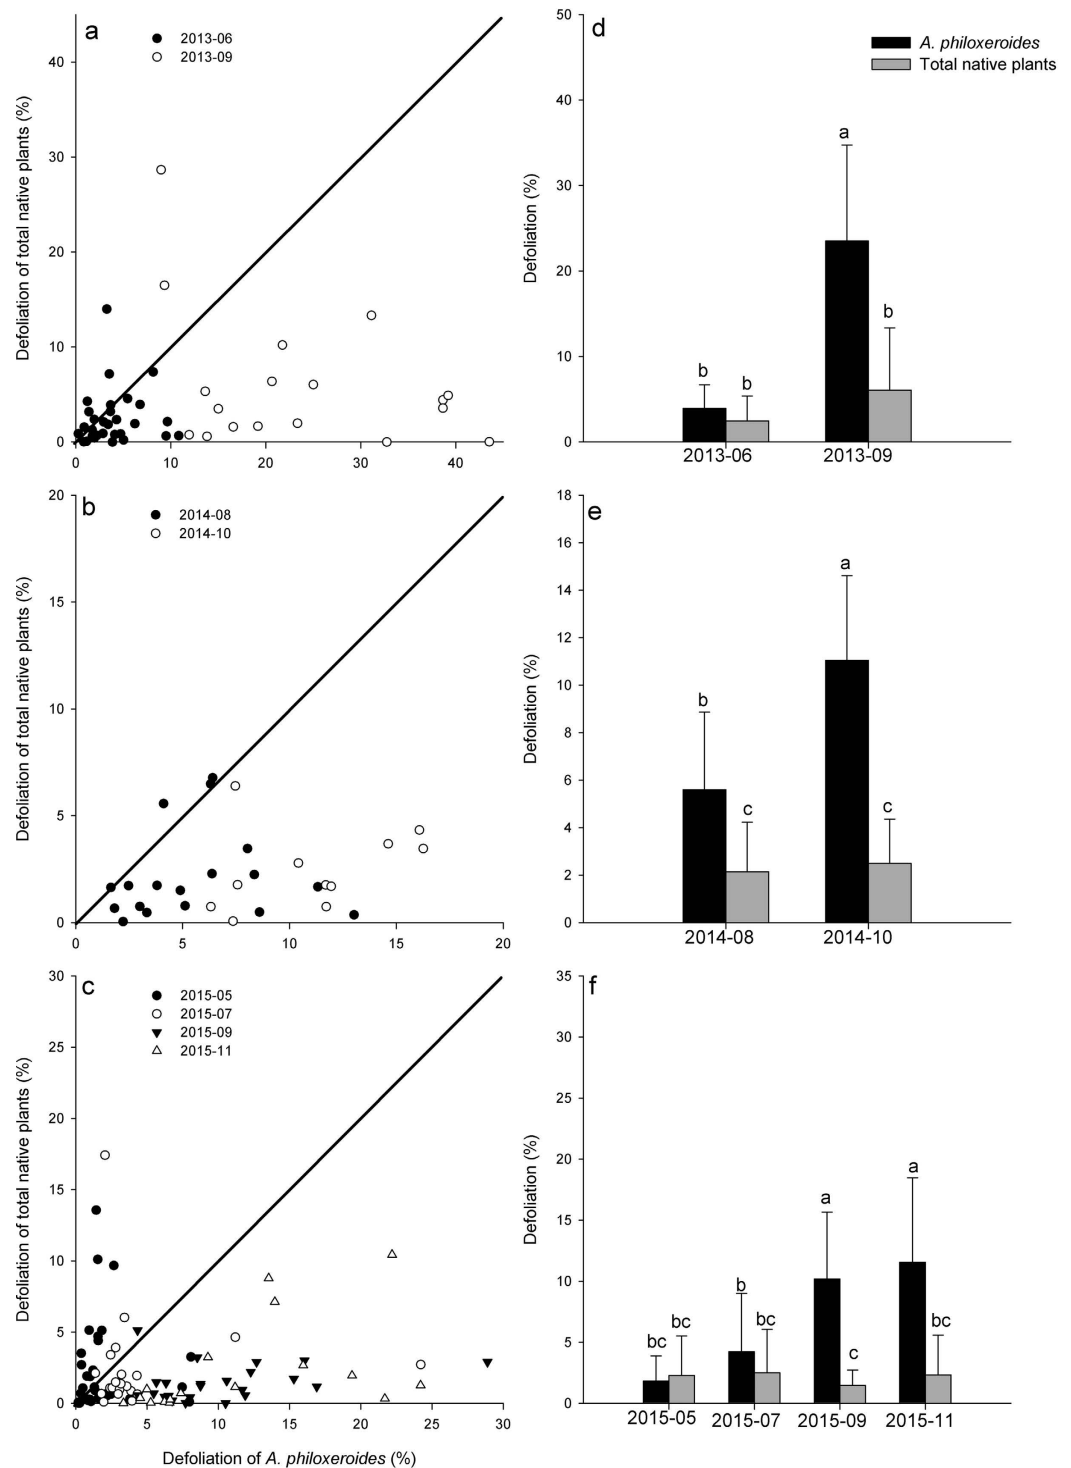 a
2013-06
2013-09
Defoliation of total native plants (%)
40
30
20
10
0
0 10 20 30 40
d
A. philoxeroides
Total native plants
Defoliation (%)
50
40
30
20
10
0
b b a b
2013-06 2013-09
b
2014-08
2014-10
Defoliation of total native plants (%)
20
15
10
5
0
0 5 10 15 20
e
Defoliation (%)
18
16
14
12
10
8
6
4
2
0
b c a c
2014-08 2014-10
c
2015-05
2015-07
2015-09
2015-11
Defoliation of total native plants (%)
30
25
20
15
10
5
0
0 5 10 15 20 25 30
Defoliation of A. philoxeroides (%)
f
Defoliation (%)
35
30
25
20
15
10
5
0
bc bc b bc a c a bc
2015-05 2015-07 2015-09 2015-11